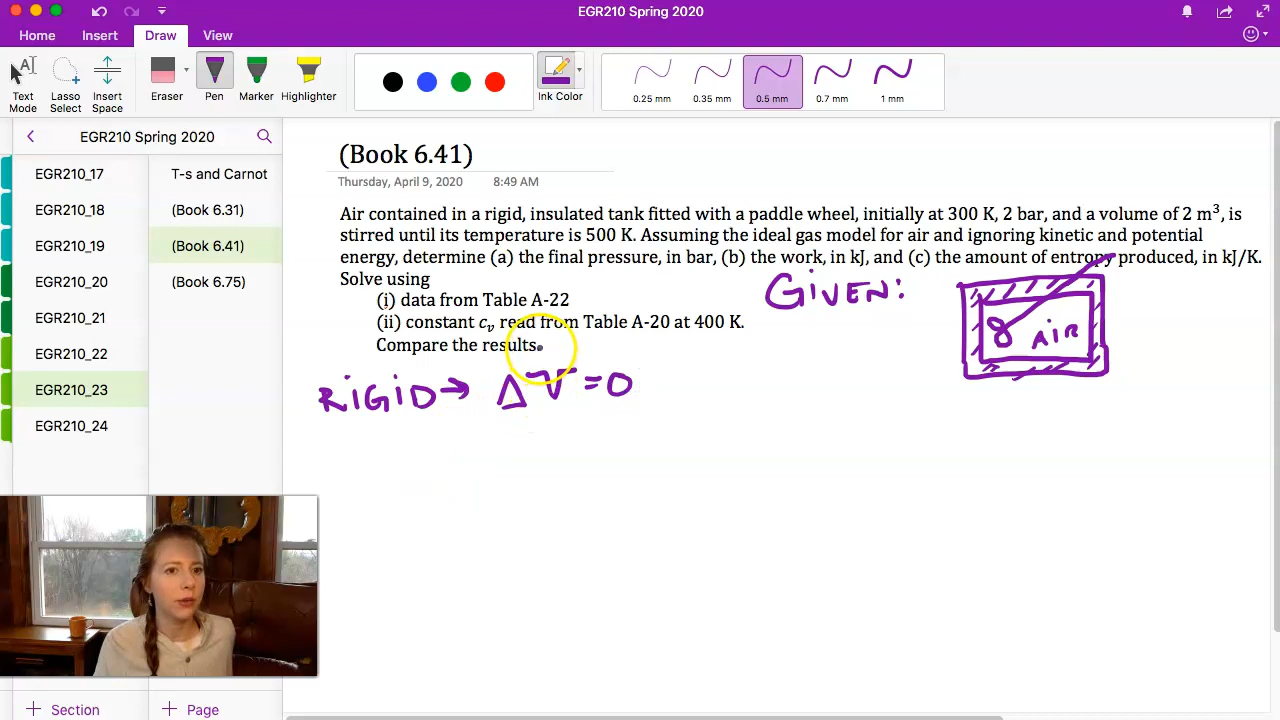 EGR210 Spring 2020
Home Insert Draw View
Text Mode
Lasso Select
Insert Space
Eraser
Pen
Marker
Highlighter
Ink Color
0.25 mm
0.35 mm
0.5 mm
0.7 mm
1 mm
EGR210 Spring 2020
EGR210_17
EGR210_18
EGR210_19
EGR210_20
EGR210_21
EGR210_22
EGR210_23
EGR210_24
T-s and Carnot
(Book 6.31)
(Book 6.41)
(Book 6.75)
+ Section
+ Page
(Book 6.41)
Thursday, April 9, 2020 8:49 AM
Air contained in a rigid, insulated tank fitted with a paddle wheel, initially at 300 K, 2 bar, and a volume of 2 m³, is
stirred until its temperature is 500 K. Assuming the ideal gas model for air and ignoring kinetic and potential
energy, determine (a) the final pressure, in bar, (b) the work, in kJ, and (c) the amount of entropy produced, in kJ/K.
Solve using
(i) data from Table A-22
(ii) constant cᵥ read from Table A-20 at 400 K.
Compare the results.
GIVEN:
AIR
RIGID → ΔV = 0